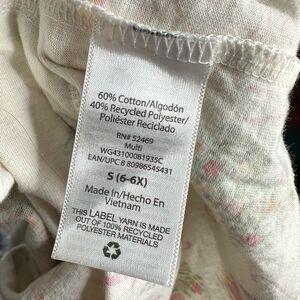 60% Cotton/Algodón
40% Recycled Polyester/
Poliéster Reciclado
RN# 52469
Multi
WG43100081935C
EAN/UPC 8 80986545431
S (6-6X)
Made In/Hecho En
Vietnam
THIS LABEL YARN IS MADE
OUT OF 100% RECYCLED
POLYESTER MATERIALS